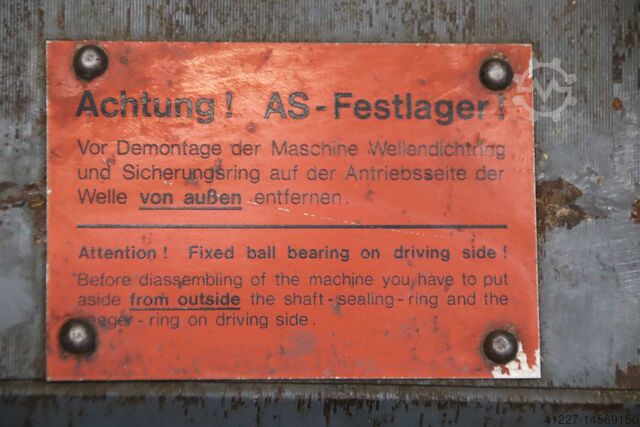 Achtung! AS-Festlager!
Vor Demontage der Maschine Wellendichtring
und Sicherungsring auf der Antriebsseite der
Welle von außen entfernen.
Attention! Fixed ball bearing on driving side!
Before diassembling of the machine you have to put
aside from outside the shaft-sealing-ring and the
seeger-ring on driving side.
41227-14569150